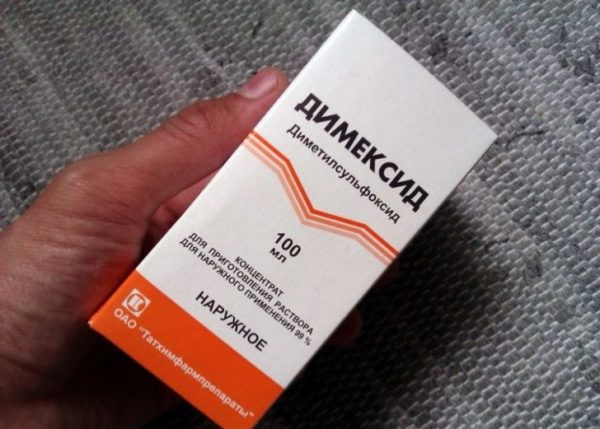 ДИМЕКСИД
Диметилсульфоксид
100
мл
КОНЦЕНТРАТ
ДЛЯ ПРИГОТОВЛЕНИЯ РАСТВОРА
ДЛЯ НАРУЖНОГО ПРИМЕНЕНИЯ 99 %
НАРУЖНОЕ
ОАО "Татхимфармпрепараты"